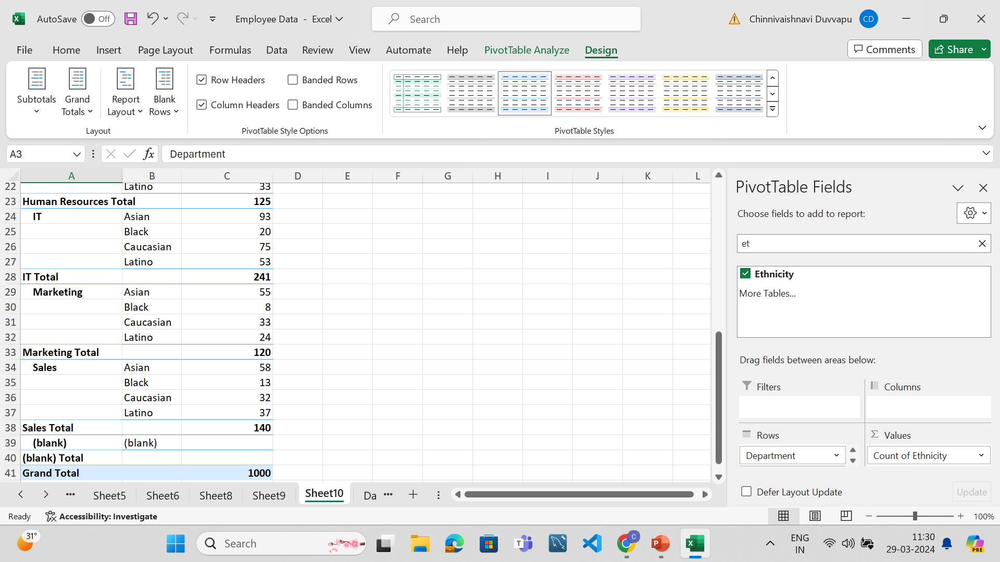 AutoSave Off Employee Data - Excel Search Chinnivaishnavi Duvvapu CD
File Home Insert Page Layout Formulas Data Review View Automate Help PivotTable Analyze Design Comments Share
Subtotals Grand Totals Report Layout Blank Rows
Row Headers Banded Rows
Column Headers Banded Columns
Layout PivotTable Style Options PivotTable Styles
A3 fx Department
A B C D E F G H I J K L
22 Latino 33
23 Human Resources Total 125
24 IT Asian 93
25 Black 20
26 Caucasian 75
27 Latino 53
28 IT Total 241
29 Marketing Asian 55
30 Black 8
31 Caucasian 33
32 Latino 24
33 Marketing Total 120
34 Sales Asian 58
35 Black 13
36 Caucasian 32
37 Latino 37
38 Sales Total 140
39 (blank) (blank)
40 (blank) Total
41 Grand Total 1000
PivotTable Fields
Choose fields to add to report:
et
Ethnicity
More Tables...
Drag fields between areas below:
Filters Columns
Rows Σ Values
Department Count of Ethnicity
Defer Layout Update Update
... Sheet5 Sheet6 Sheet8 Sheet9 Sheet10 Da ...
Ready Accessibility: Investigate 100%
31° Search ENG IN 11:30 29-03-2024 PRE